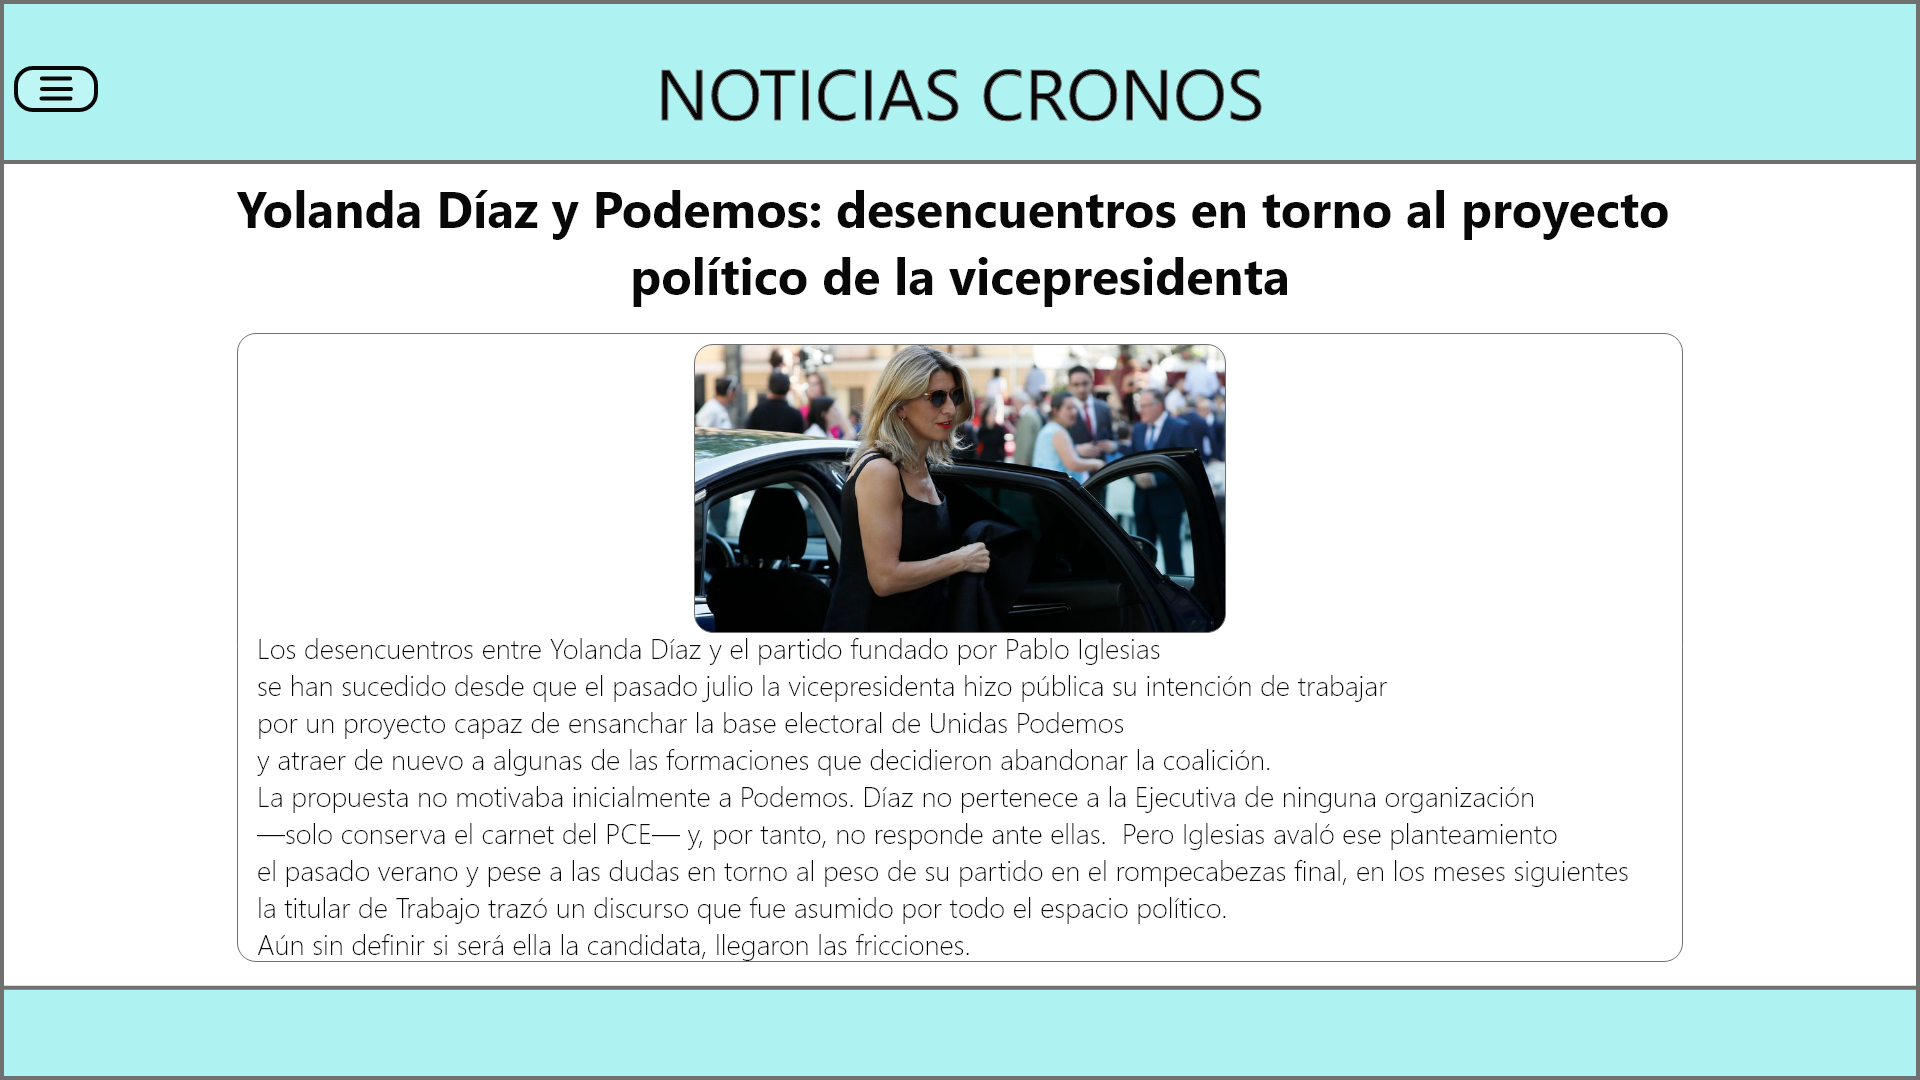 NOTICIAS CRONOS
Yolanda Díaz y Podemos: desencuentros en torno al proyecto
político de la vicepresidenta
Los desencuentros entre Yolanda Díaz y el partido fundado por Pablo Iglesias
se han sucedido desde que el pasado julio la vicepresidenta hizo pública su intención de trabajar
por un proyecto capaz de ensanchar la base electoral de Unidas Podemos
y atraer de nuevo a algunas de las formaciones que decidieron abandonar la coalición.
La propuesta no motivaba inicialmente a Podemos. Díaz no pertenece a la Ejecutiva de ninguna organización
—solo conserva el carnet del PCE— y, por tanto, no responde ante ellas.  Pero Iglesias avaló ese planteamiento
el pasado verano y pese a las dudas en torno al peso de su partido en el rompecabezas final, en los meses siguientes
la titular de Trabajo trazó un discurso que fue asumido por todo el espacio político.
Aún sin definir si será ella la candidata, llegaron las fricciones.